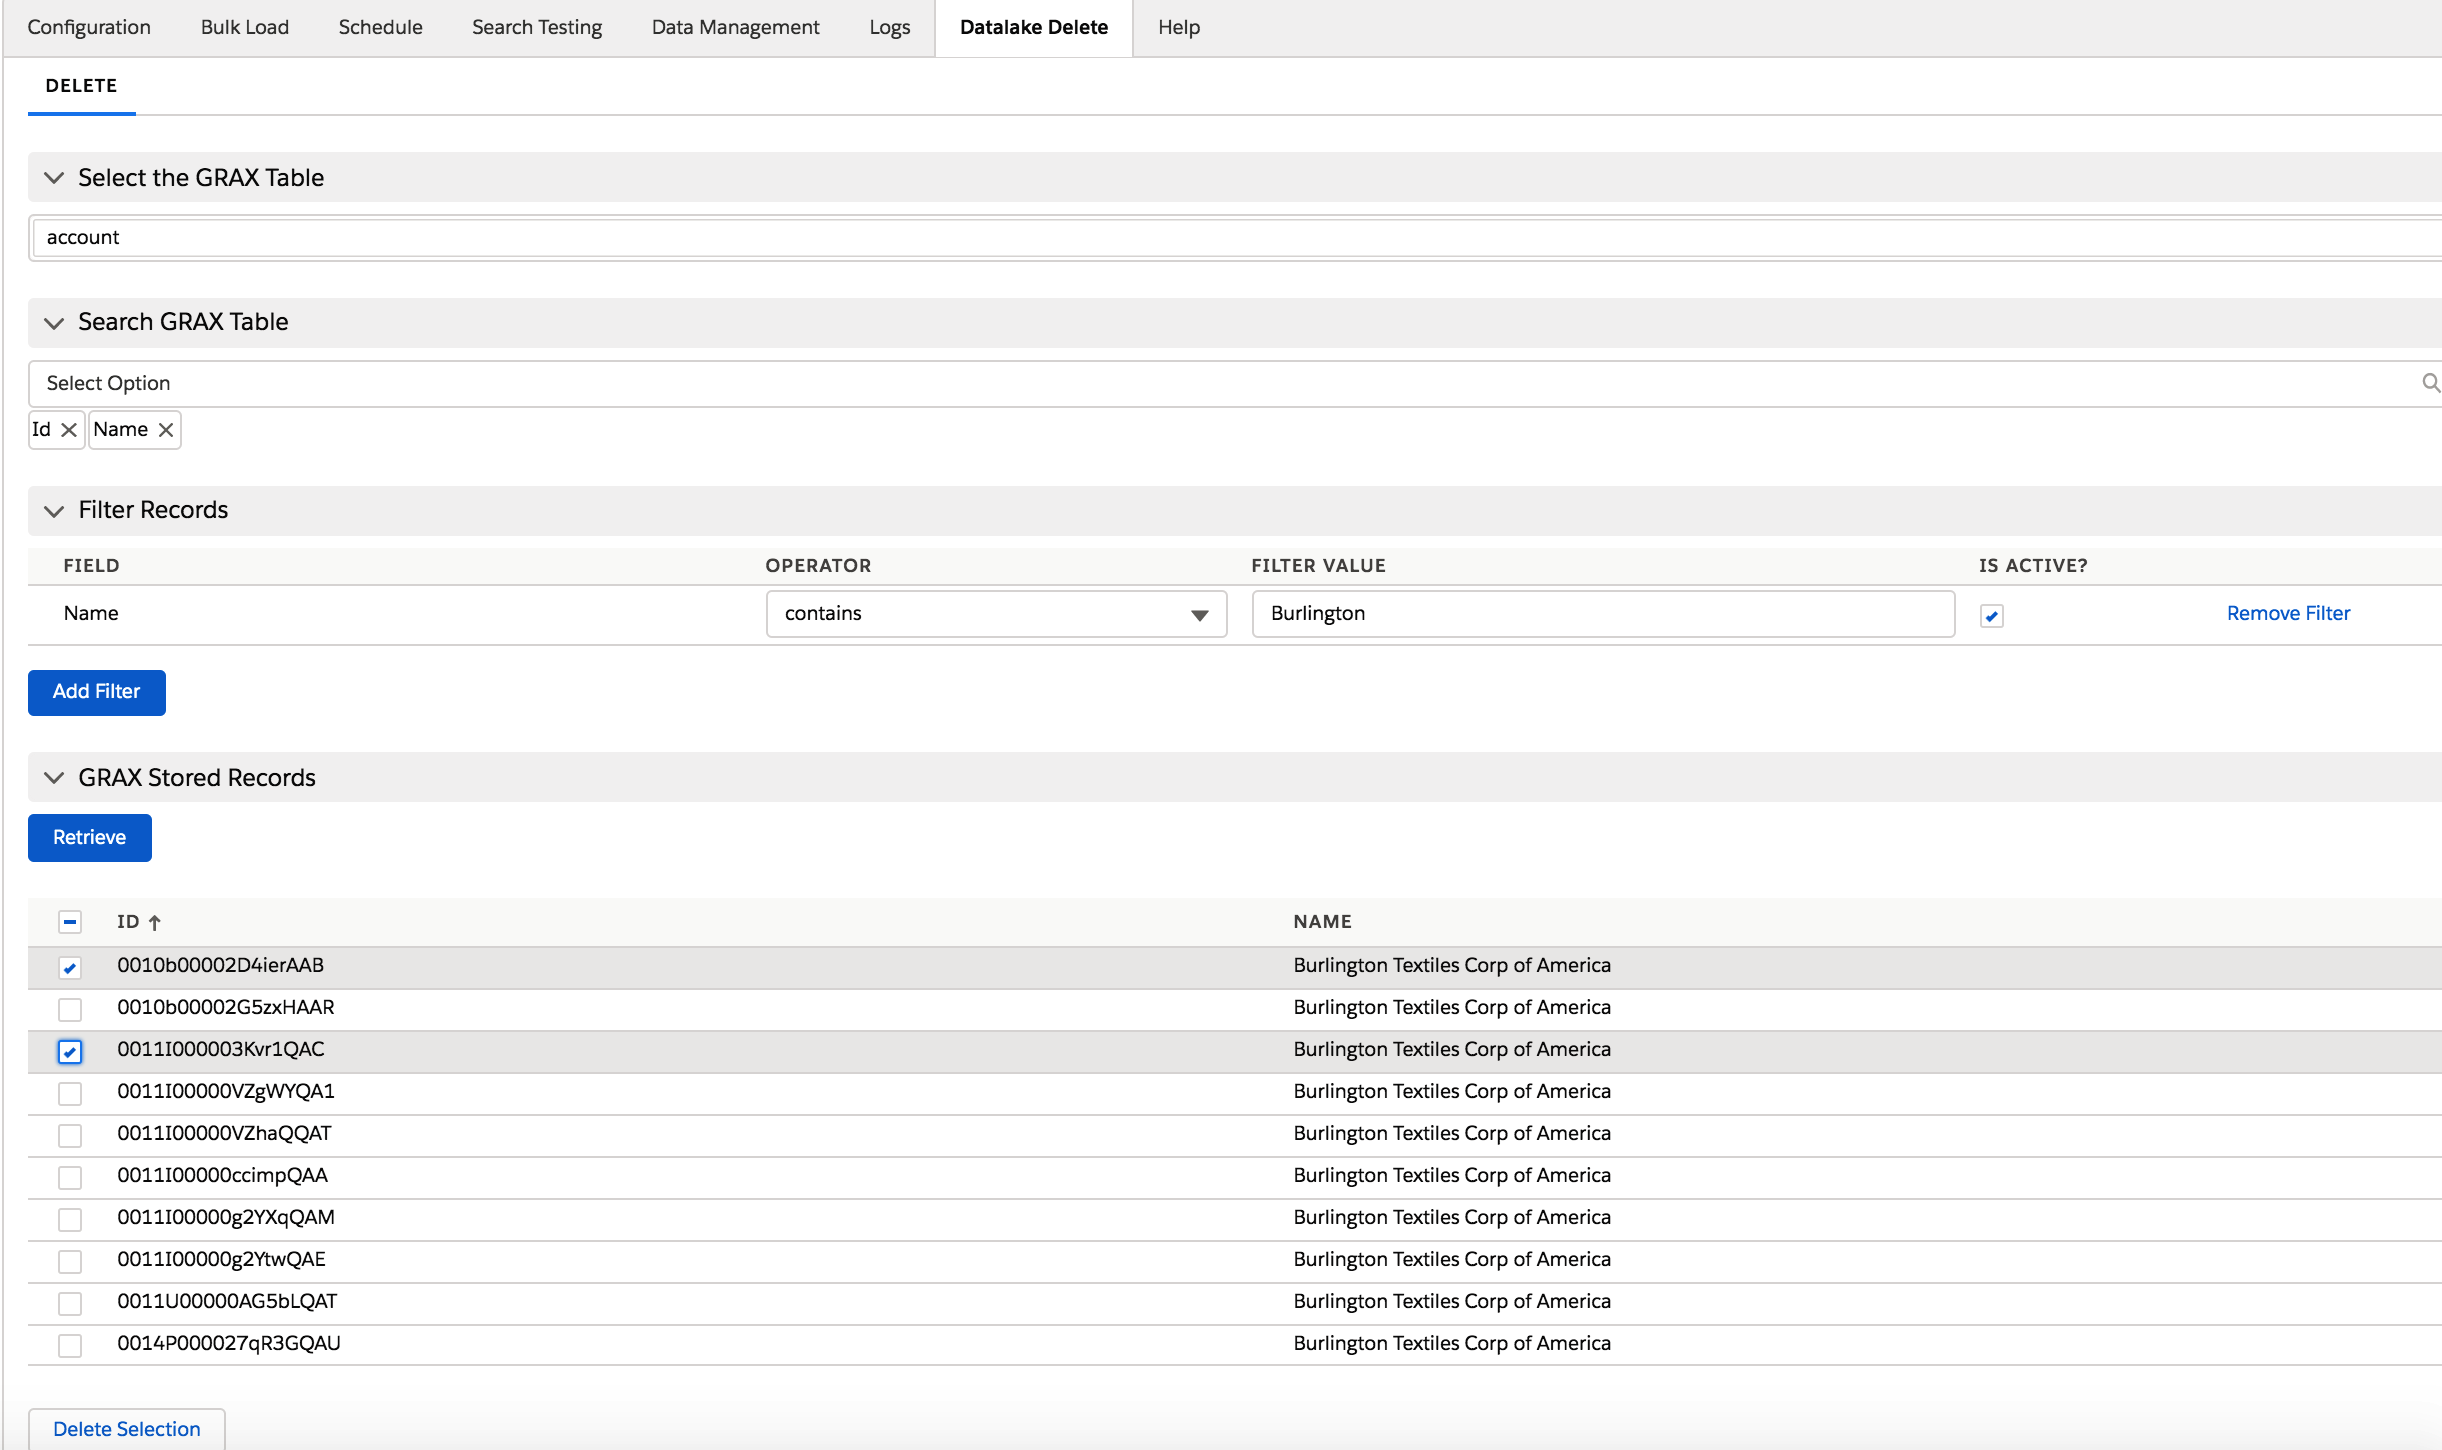 Configuration Bulk Load Schedule Search Testing Data Management Logs Datalake Delete Help
DELETE
Select the GRAX Table
account
Search GRAX Table
Select Option
Id Name
Filter Records
FIELD OPERATOR FILTER VALUE IS ACTIVE?
Name contains Burlington Remove Filter
Add Filter
GRAX Stored Records
Retrieve
ID NAME
0010b00002D4ierAAB Burlington Textiles Corp of America
0010b00002G5zxHAAR Burlington Textiles Corp of America
0011I000003Kvr1QAC Burlington Textiles Corp of America
0011I00000VZgWYQA1 Burlington Textiles Corp of America
0011I00000VZhaQQAT Burlington Textiles Corp of America
0011I00000ccimpQAA Burlington Textiles Corp of America
0011I00000g2YXqQAM Burlington Textiles Corp of America
0011I00000g2YtwQAE Burlington Textiles Corp of America
0011U00000AG5bLQAT Burlington Textiles Corp of America
0014P000027qR3GQAU Burlington Textiles Corp of America
Delete Selection